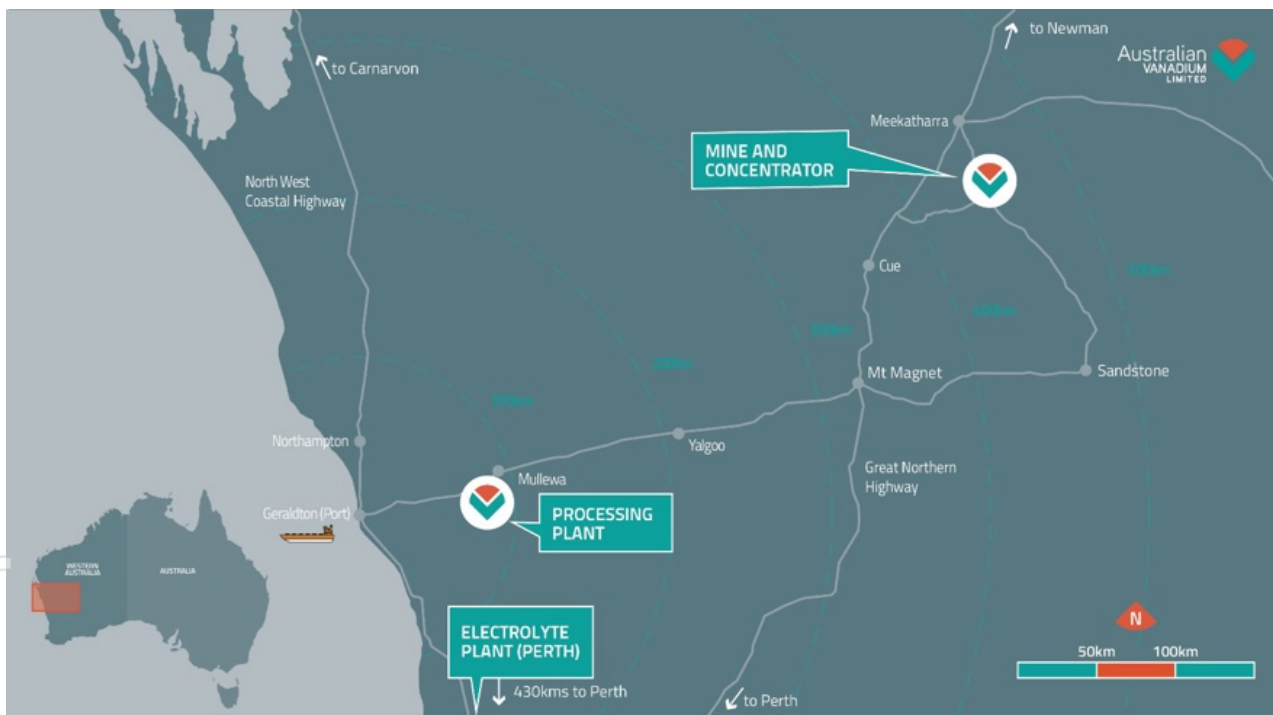 to Newman
Australian
VANADIUM
LIMITED
to Carnarvon
Meekatharra
MINE AND
CONCENTRATOR
North West
Coastal Highway
Cue
Mt Magnet
Sandstone
Northampton
Yalgoo
Great Northern
Highway
Mullewa
Geraldton (Port)
PROCESSING
PLANT
WESTERN
AUSTRALIA
AUSTRALIA
N
ELECTROLYTE
PLANT (PERTH)
50km
100km
430kms to Perth
to Perth
200km